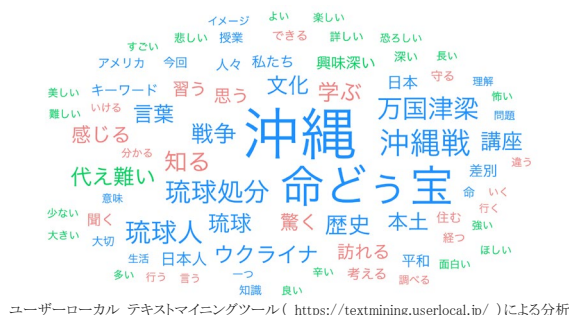 イメージ よい 楽しい
すごい 悲しい 授業 できる 詳しい 恐ろしい
アメリカ 今回 人々 私たち 興味深い 深い 長い
美しい キーワード 習う 思う 文化 学ぶ 日本 守る 理解
難しい いける 言葉 万国津梁 怖い 問題
感じる 戦争 沖縄 沖縄戦 講座
分かる 知る 違う
代え難い 琉球処分 命どぅ宝 差別
意味 命 いく
少ない 聞く 琉球人 琉球 驚く 歴史 本土 住む 行く
大きい 大切 経つ 強い
生活 日本人 ウクライナ 訪れる 平和 ほしい
多い 行う 言う 一つ 辛い 考える 調べる 面白い
知識 良い
ユーザーローカル テキストマイニングツール( https://textmining.userlocal.jp/ )による分析